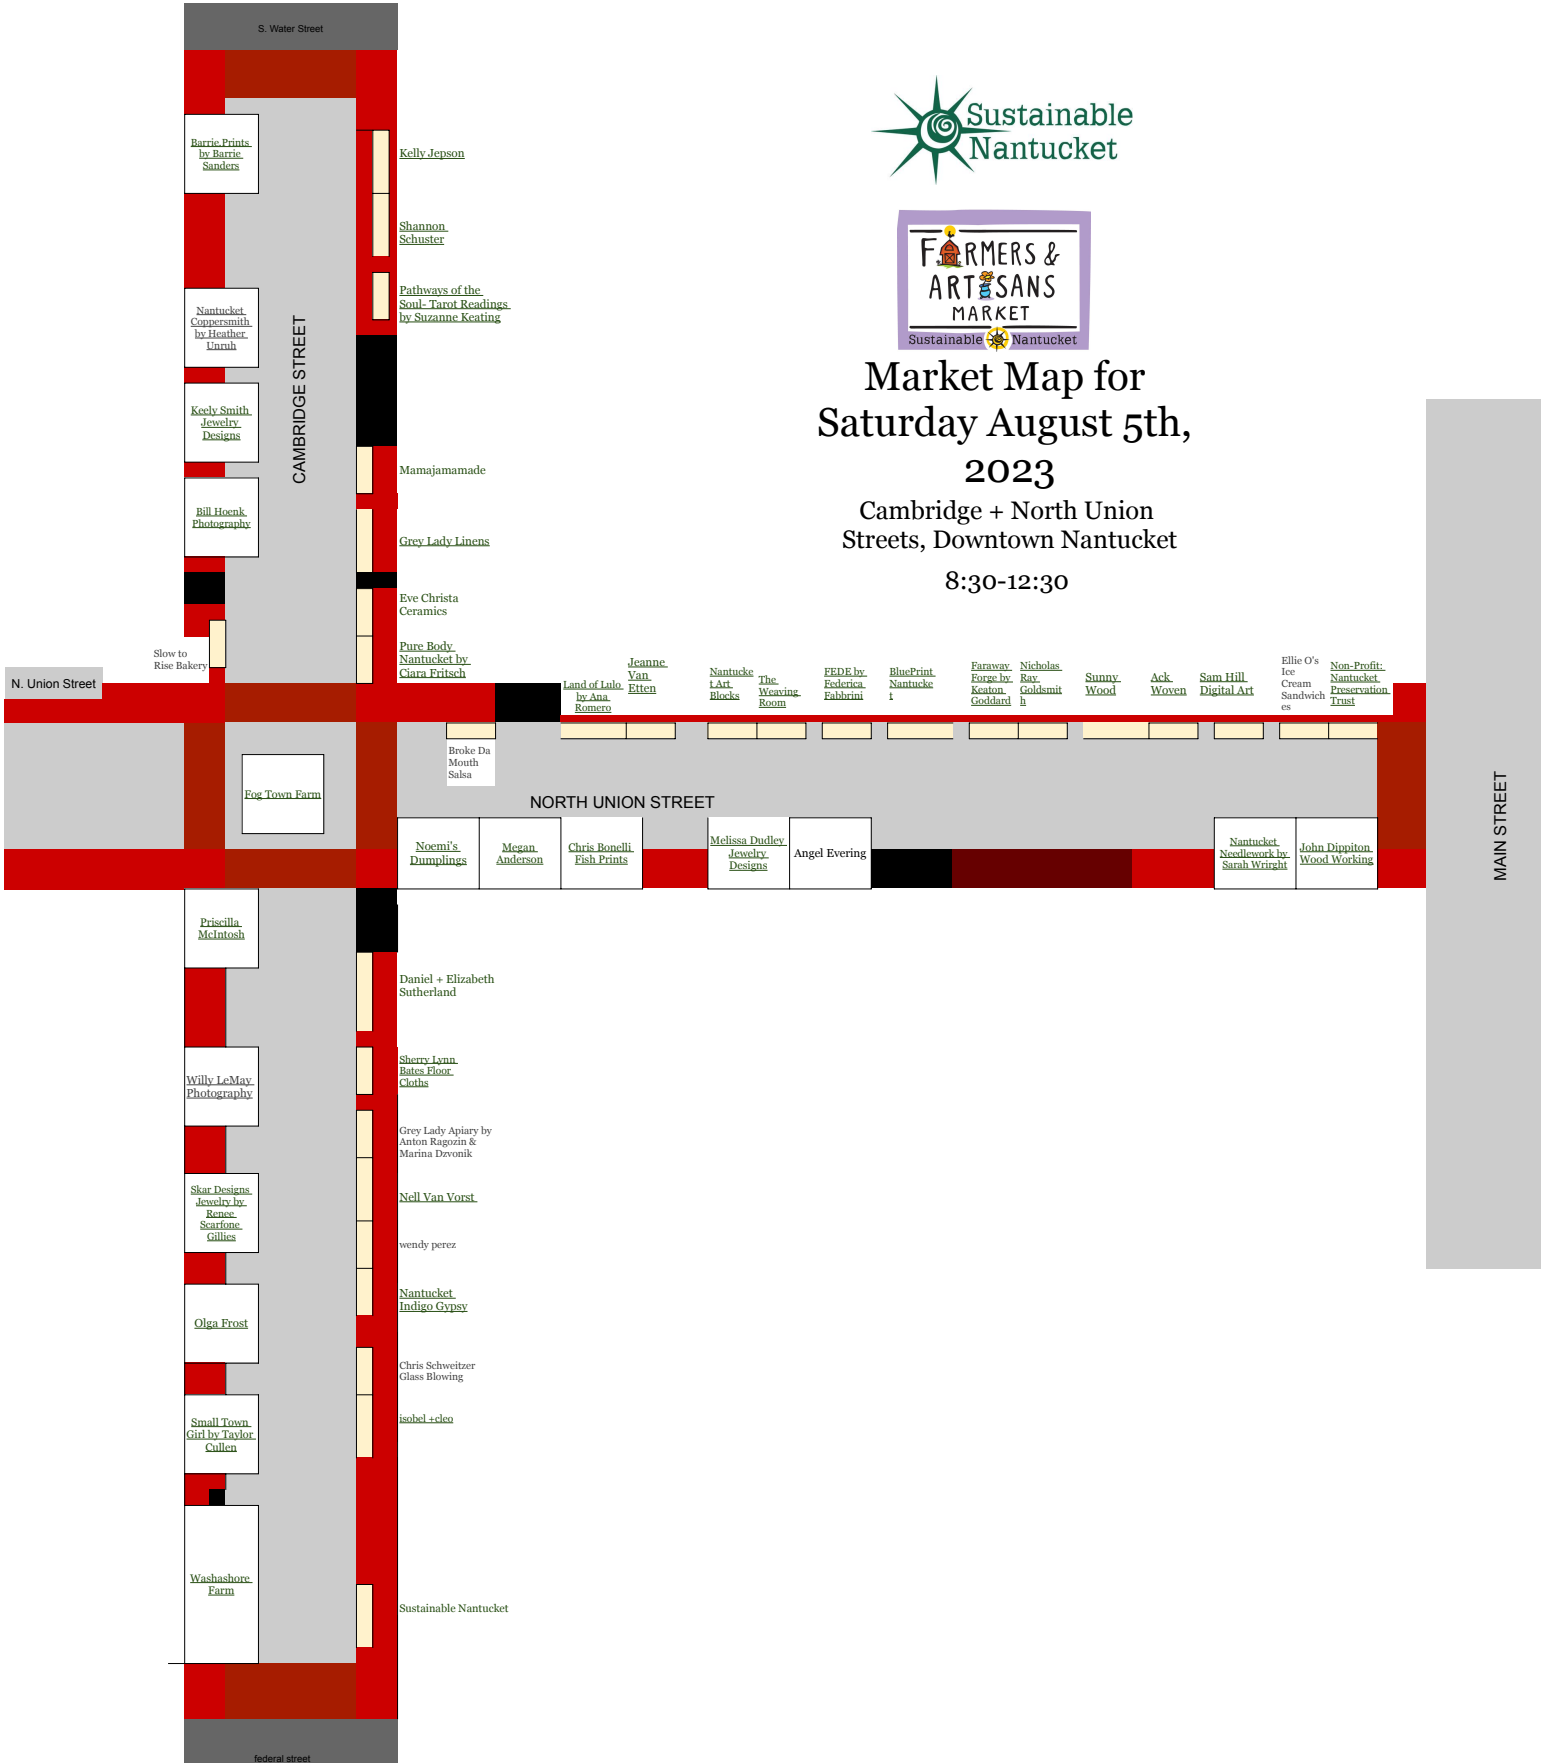 S. Water Street
Sustainable
Nantucket
FARMERS &
ARTISANS
MARKET
Sustainable Nantucket
Market Map for
Saturday August 5th,
2023
Cambridge + North Union
Streets, Downtown Nantucket
8:30-12:30
Barrie.Prints
by Barrie
Sanders
Kelly Jepson
Shannon
Schuster
Pathways of the
Soul- Tarot Readings
by Suzanne Keating
Nantucket
Coppersmith
by Heather
Unruh
CAMBRIDGE STREET
Keely Smith
Jewelry
Designs
Mamajamamade
Bill Hoenk
Photography
Grey Lady Linens
Eve Christa
Ceramics
Slow to
Rise Bakery
Pure Body
Nantucket by
Ciara Fritsch
N. Union Street
Land of Lulo
by Ana
Romero
Jeanne
Van
Etten
Nantucke
t Art
Blocks
The
Weaving
Room
FEDE by
Federica
Fabbrini
BluePrint
Nantucke
t
Faraway
Forge by
Keaton
Goddard
Nicholas
Ray
Goldsmit
h
Sunny
Wood
Ack
Woven
Sam Hill
Digital Art
Ellie O's
Ice
Cream
Sandwich
es
Non-Profit:
Nantucket
Preservation
Trust
Broke Da
Mouth
Salsa
Fog Town Farm
NORTH UNION STREET
MAIN STREET
Noemi's
Dumplings
Megan
Anderson
Chris Bonelli
Fish Prints
Melissa Dudley
Jewelry
Designs
Angel Evering
Nantucket
Needlework by
Sarah Wrirght
John Dippiton
Wood Working
Priscilla
McIntosh
Daniel + Elizabeth
Sutherland
Sherry Lynn
Bates Floor
Cloths
Willy LeMay
Photography
Grey Lady Apiary by
Anton Ragozin &
Marina Dzvonik
Skar Designs
Jewelry by
Renee
Scarfone
Gillies
Nell Van Vorst
wendy perez
Nantucket
Indigo Gypsy
Olga Frost
Chris Schweitzer
Glass Blowing
isobel +cleo
Small Town
Girl by Taylor
Cullen
Washashore
Farm
Sustainable Nantucket
federal street